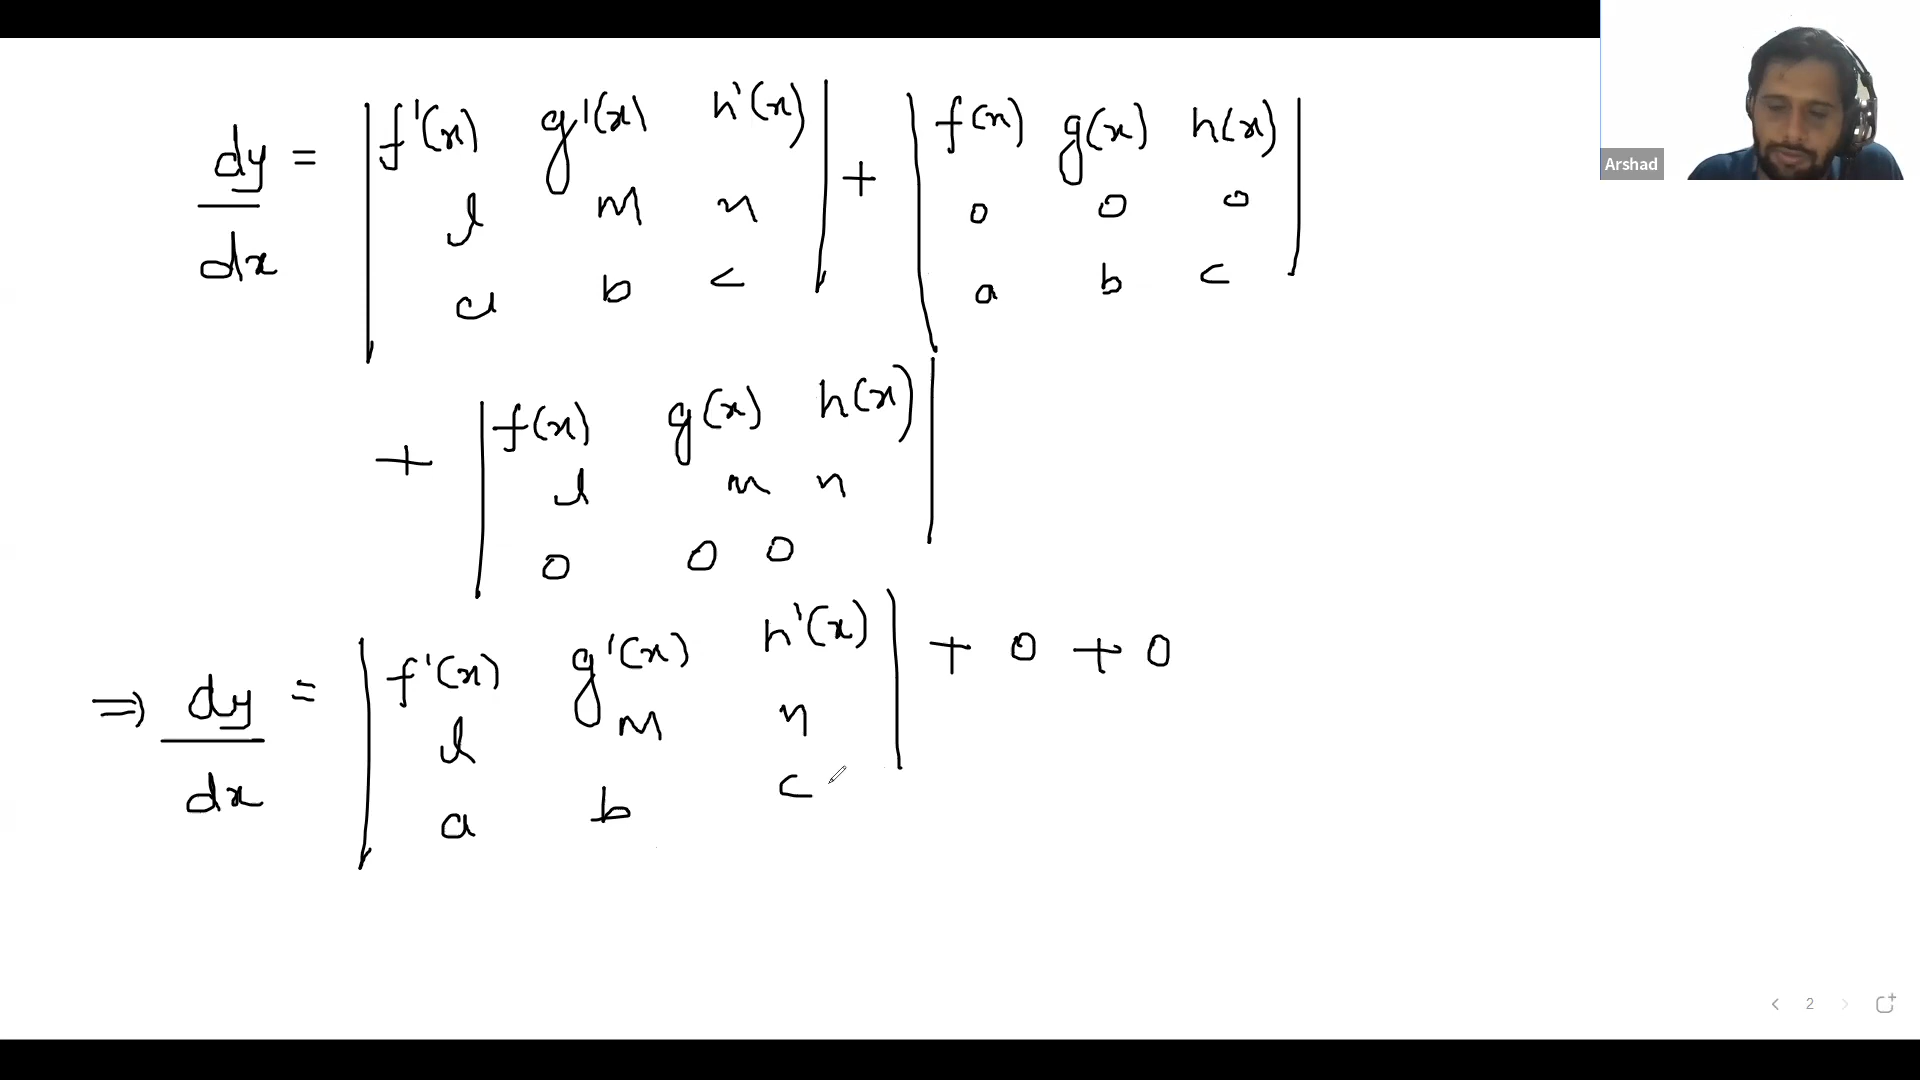 Arshad
dy/dx = | f'(x) g'(x) h'(x) | + | f(x) g(x) h(x) |
l m n 0 0 0
a b c a b c
+ | f(x) g(x) h(x) |
l m n
0 0 0
⇒ dy/dx = | f'(x) g'(x) h'(x) | + 0 + 0
l m n
a b c
2